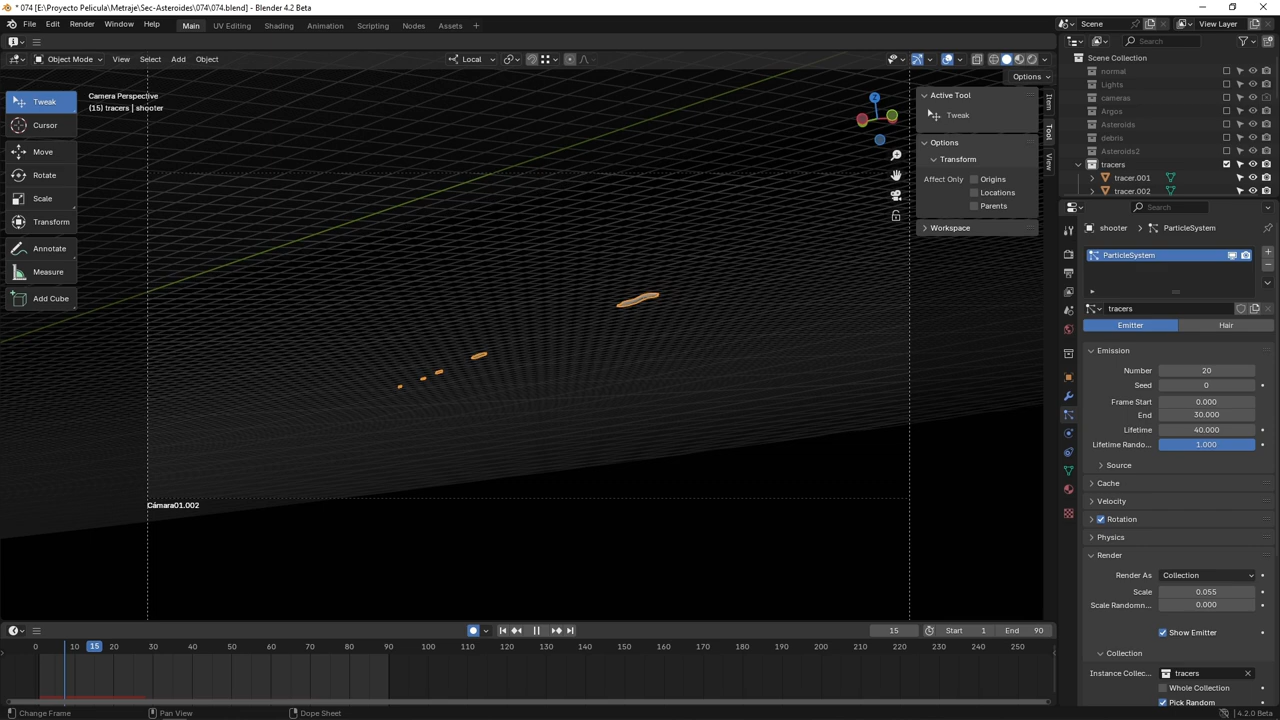 * 074 [E:\Proyecto Pelicula\Metraje\Sec-Asteroides\074\074.blend] - Blender 4.2 Beta
File Edit Render Window Help Main UV Editing Shading Animation Scripting Nodes Assets Scene View Layer
Object Mode View Select Add Object Local Search
Options
Tweak
Cursor
Move
Rotate
Scale
Transform
Annotate
Measure
Add Cube
Camera Perspective
(15) tracers | shooter
Z
Cámara01.002
Active Tool
Tweak
Options
Transform
Affect Only Origins
Locations
Parents
Workspace
Item
Tool
View
Scene Collection
normal
Lights
cameras
Argos
Asteroids
debris
Asteroids2
tracers
tracer.001
tracer.002
Search
shooter > ParticleSystem
ParticleSystem
tracers
Emitter Hair
Emission
Number 20
Seed 0
Frame Start 0.000
End 30.000
Lifetime 40.000
Lifetime Rando... 1.000
Source
Cache
Velocity
Rotation
Physics
Render
Render As Collection
Scale 0.055
Scale Randomn... 0.000
Show Emitter
Collection
Instance Collec... tracers
Whole Collection
Pick Random
15 Start 1 End 90
0 10 15 20 30 40 50 60 70 80 90 100 110 120 130 140 150 160 170 180 190 200 210 220 230 240 250
Change Frame Pan View Dope Sheet 4.2.0 Beta